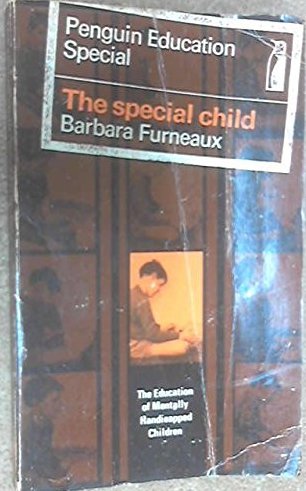 Penguin Education
Special
The special child
Barbara Furneaux
The Education
of Mentally
Handicapped
Children